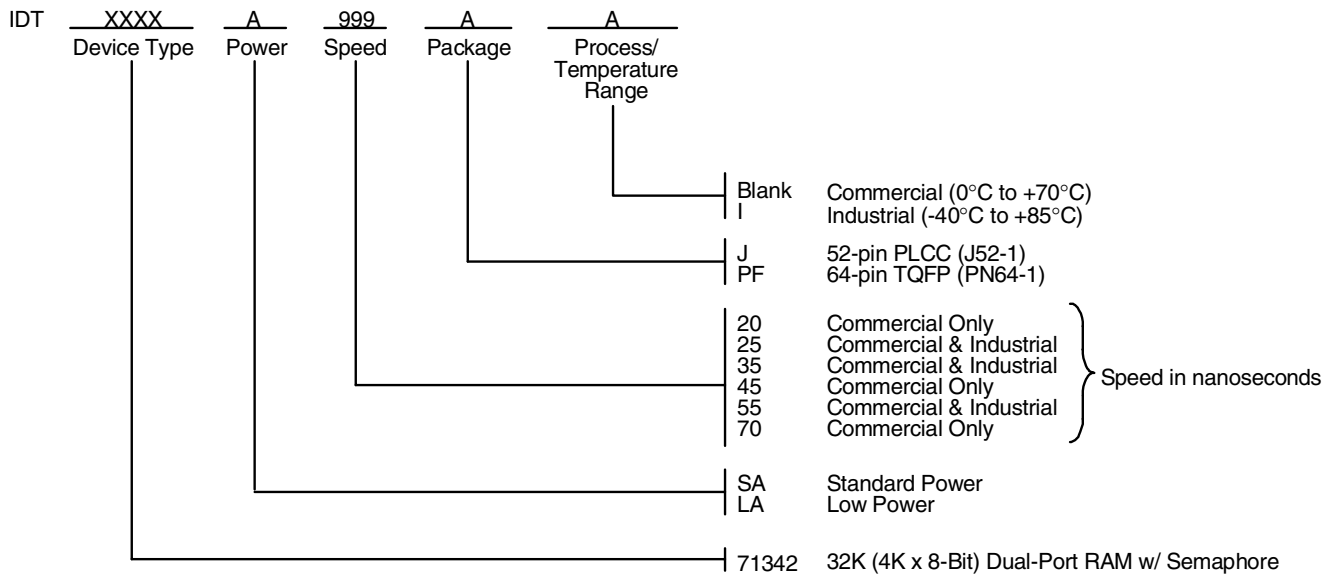 IDT XXXX A 999 A A
Device Type Power Speed Package Process/
Temperature
Range
Blank Commercial (0°C to +70°C)
I Industrial (-40°C to +85°C)
J 52-pin PLCC (J52-1)
PF 64-pin TQFP (PN64-1)
20 Commercial Only
25 Commercial & Industrial
35 Commercial & Industrial
45 Commercial Only
55 Commercial & Industrial
70 Commercial Only
Speed in nanoseconds
SA Standard Power
LA Low Power
71342 32K (4K x 8-Bit) Dual-Port RAM w/ Semaphore